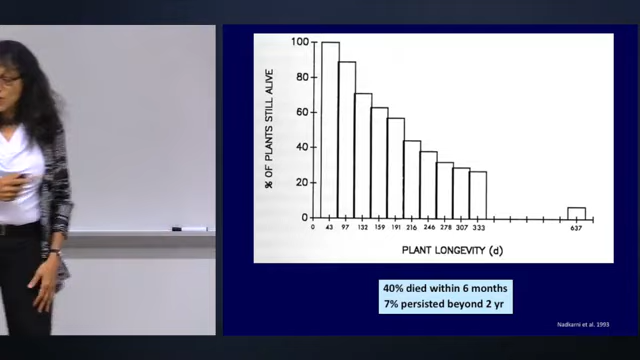 % OF PLANTS STILL ALIVE
100
80
60
40
20
0
0 43 97 132 159 191 216 246 278 307 333 637
PLANT LONGEVITY (d)
40% died within 6 months
7% persisted beyond 2 yr
Nadkarni et al. 1993